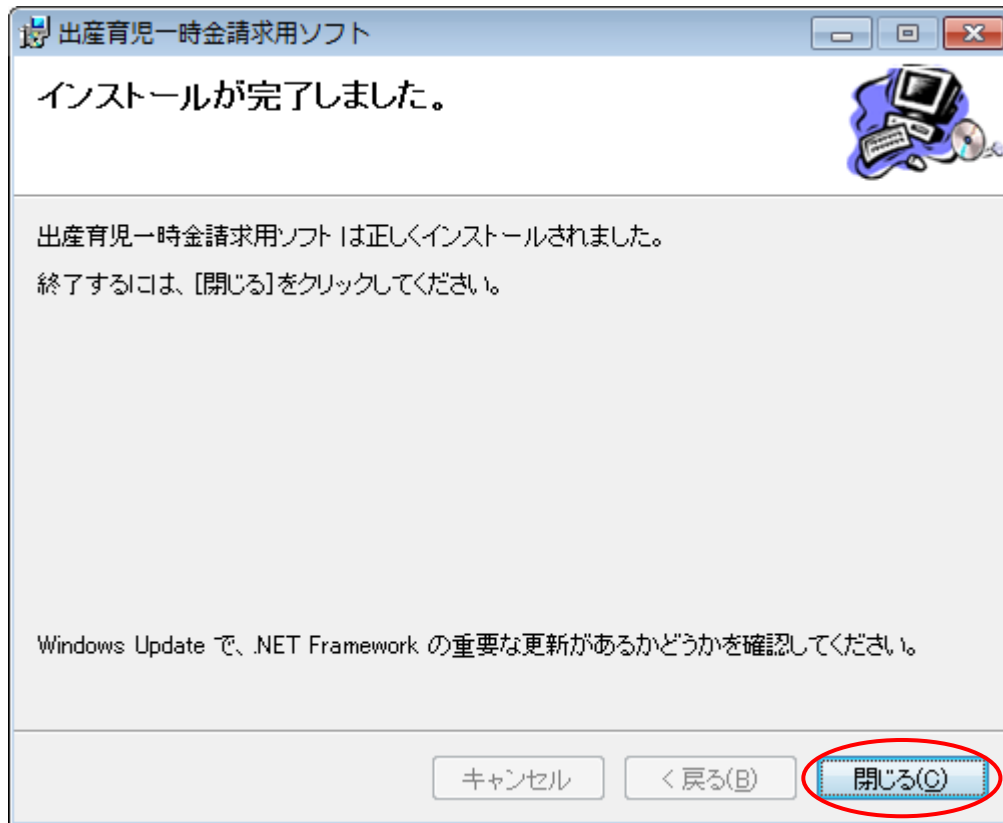 出産育児一時金請求用ソフト
インストールが完了しました。
出産育児一時金請求用ソフト は正しくインストールされました。
終了するには、[閉じる]をクリックしてください。
Windows Update で、.NET Framework の重要な更新があるかどうかを確認してください。
キャンセル
< 戻る(B)
閉じる(C)